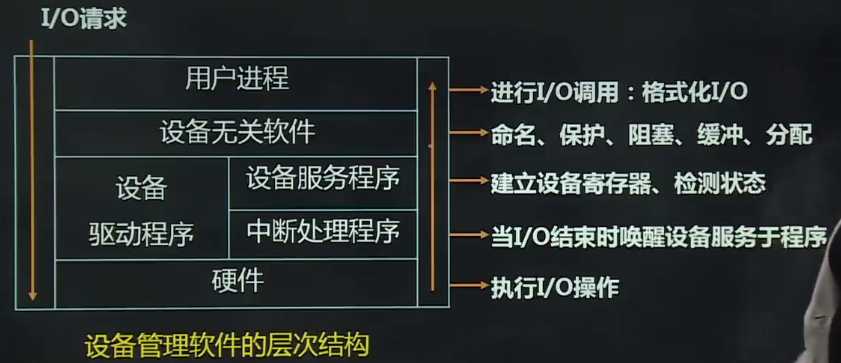 I/O请求
用户进程
进行I/O调用：格式化I/O
设备无关软件
命名、保护、阻塞、缓冲、分配
设备
驱动程序
设备服务程序
建立设备寄存器、检测状态
中断处理程序
当I/O结束时唤醒设备服务于程序
硬件
执行I/O操作
设备管理软件的层次结构